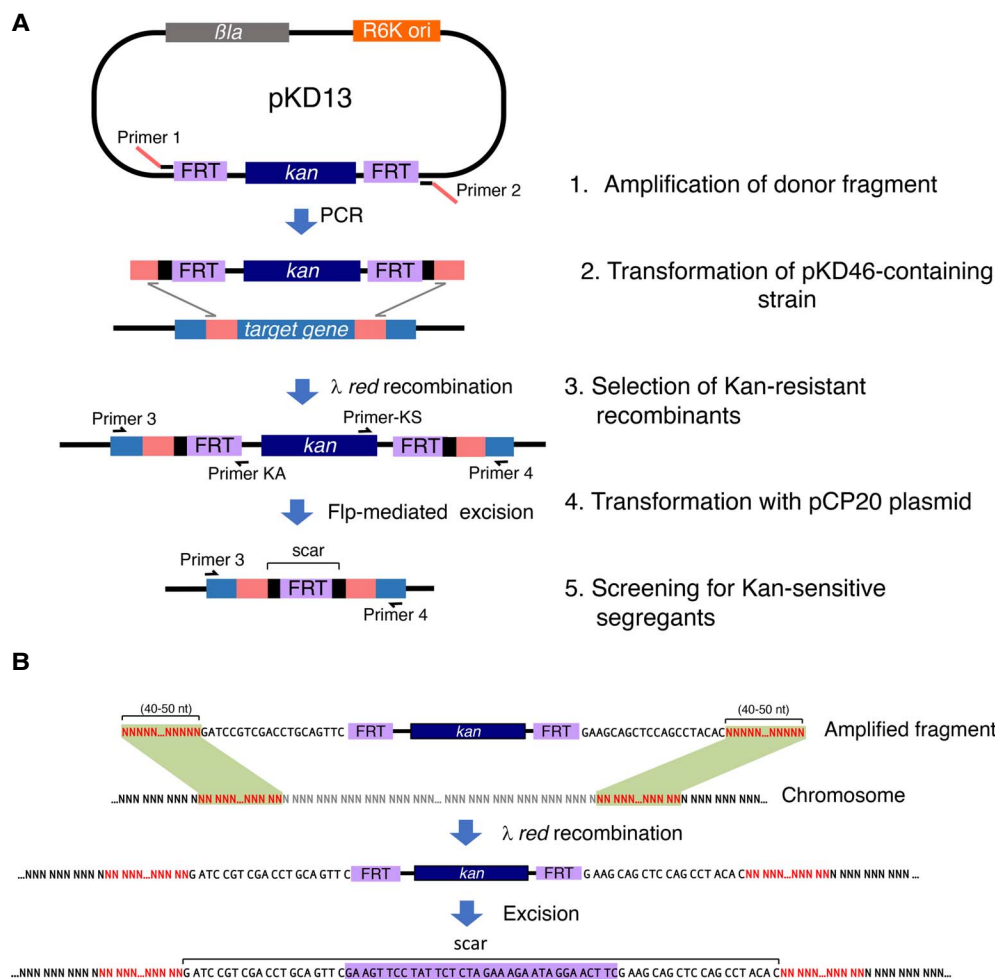 A
βla
R6K ori
pKD13
Primer 1
FRT
kan
FRT
Primer 2
1. Amplification of donor fragment
PCR
FRT
kan
FRT
2. Transformation of pKD46-containing
strain
target gene
λ red recombination
3. Selection of Kan-resistant
recombinants
Primer 3
Primer-KS
FRT
kan
FRT
Primer KA
Primer 4
4. Transformation with pCP20 plasmid
Flp-mediated excision
scar
Primer 3
FRT
Primer 4
5. Screening for Kan-sensitive
segregants
B
(40-50 nt)
(40-50 nt)
NNNNN...NNNNNGATCCGTCGACCTGCAGTTC FRT kan FRT GAAGCAGCTCCAGCCTACACNNNNN...NNNNN Amplified fragment
...NNN NNN NNN NNN NNN...NNN NNNNN NNN NNN NNN NNN NNN...NNN NNN NNN NNN NNNN NNN...NNN NNN NNN NNN NNN... Chromosome
λ red recombination
...NNN NNN NNN NNN NNN...NNN NNG ATC CGT CGA CCT GCA GTT C FRT kan FRT G AAG CAG CTC CAG CCT ACA CNN NNN...NNN NNN NNN NNN NNN...
Excision
scar
...NNN NNN NNN NNN NNN...NNN NNG ATC CGT CGA CCT GCA GTT CGA AGT TCC TAT TCT CTA GAA AGA ATA GGA ACT TCG AAG CAG CTC CAG CCT ACA CNN NNN...NNN NNN NNN NNN NNN...